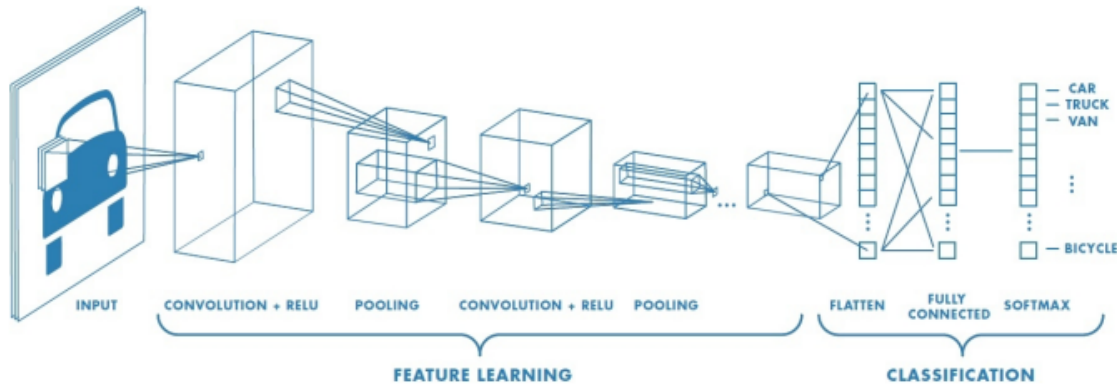 CAR
TRUCK
VAN
...
⋮
BICYCLE
INPUT
CONVOLUTION + RELU
POOLING
CONVOLUTION + RELU
POOLING
FLATTEN
FULLY
CONNECTED
SOFTMAX
FEATURE LEARNING
CLASSIFICATION